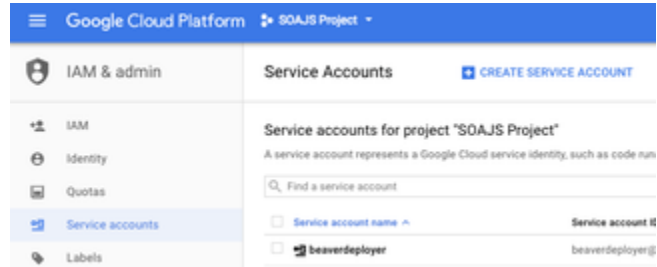 Google Cloud Platform SOAJS Project
IAM & admin
Service Accounts CREATE SERVICE ACCOUNT
IAM
Identity
Quotas
Service accounts
Labels
Service accounts for project "SOAJS Project"
A service account represents a Google Cloud service identity, such as code run
Find a service account
Service account name Service account ID
beaverdeployer beaverdeployer@